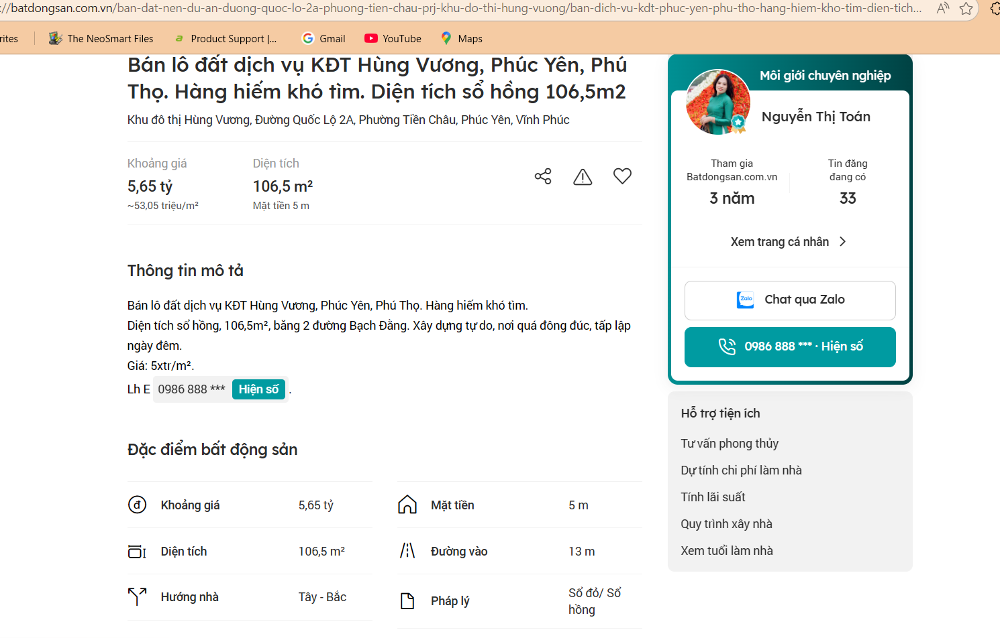 ://batdongsan.com.vn/ban-dat-nen-du-an-duong-quoc-lo-2a-phuong-tien-chau-prj-khu-do-thi-hung-vuong/ban-dich-vu-kdt-phuc-yen-phu-tho-hang-hiem-kho-tim-dien-tich...
rites
The NeoSmart Files
Product Support |...
Gmail
YouTube
Maps
Bán lô đất dịch vụ KĐT Hùng Vương, Phúc Yên, Phú
Thọ. Hàng hiếm khó tìm. Diện tích sổ hồng 106,5m2
Khu đô thị Hùng Vương, Đường Quốc Lộ 2A, Phường Tiền Châu, Phúc Yên, Vĩnh Phúc
Khoảng giá
5,65 tỷ
~53,05 triệu/m²
Diện tích
106,5 m²
Mặt tiền 5 m
Thông tin mô tả
Bán lô đất dịch vụ KĐT Hùng Vương, Phúc Yên, Phú Thọ. Hàng hiếm khó tìm.
Diện tích sổ hồng, 106,5m², băng 2 đường Bạch Đằng. Xây dựng tự do, nơi quá đông đúc, tấp lập
ngày đêm.
Giá: 5xtr/m².
Lh E 0986 888 *** Hiện số .
Đặc điểm bất động sản
Khoảng giá 5,65 tỷ
Mặt tiền 5 m
Diện tích 106,5 m²
Đường vào 13 m
Hướng nhà Tây - Bắc
Pháp lý Sổ đỏ/ Sổ
hồng
Môi giới chuyên nghiệp
Nguyễn Thị Toán
Tham gia
Batdongsan.com.vn
3 năm
Tin đăng
đang có
33
Xem trang cá nhân
Zalo Chat qua Zalo
0986 888 *** · Hiện số
Hỗ trợ tiện ích
Tư vấn phong thủy
Dự tính chi phí làm nhà
Tính lãi suất
Quy trình xây nhà
Xem tuổi làm nhà